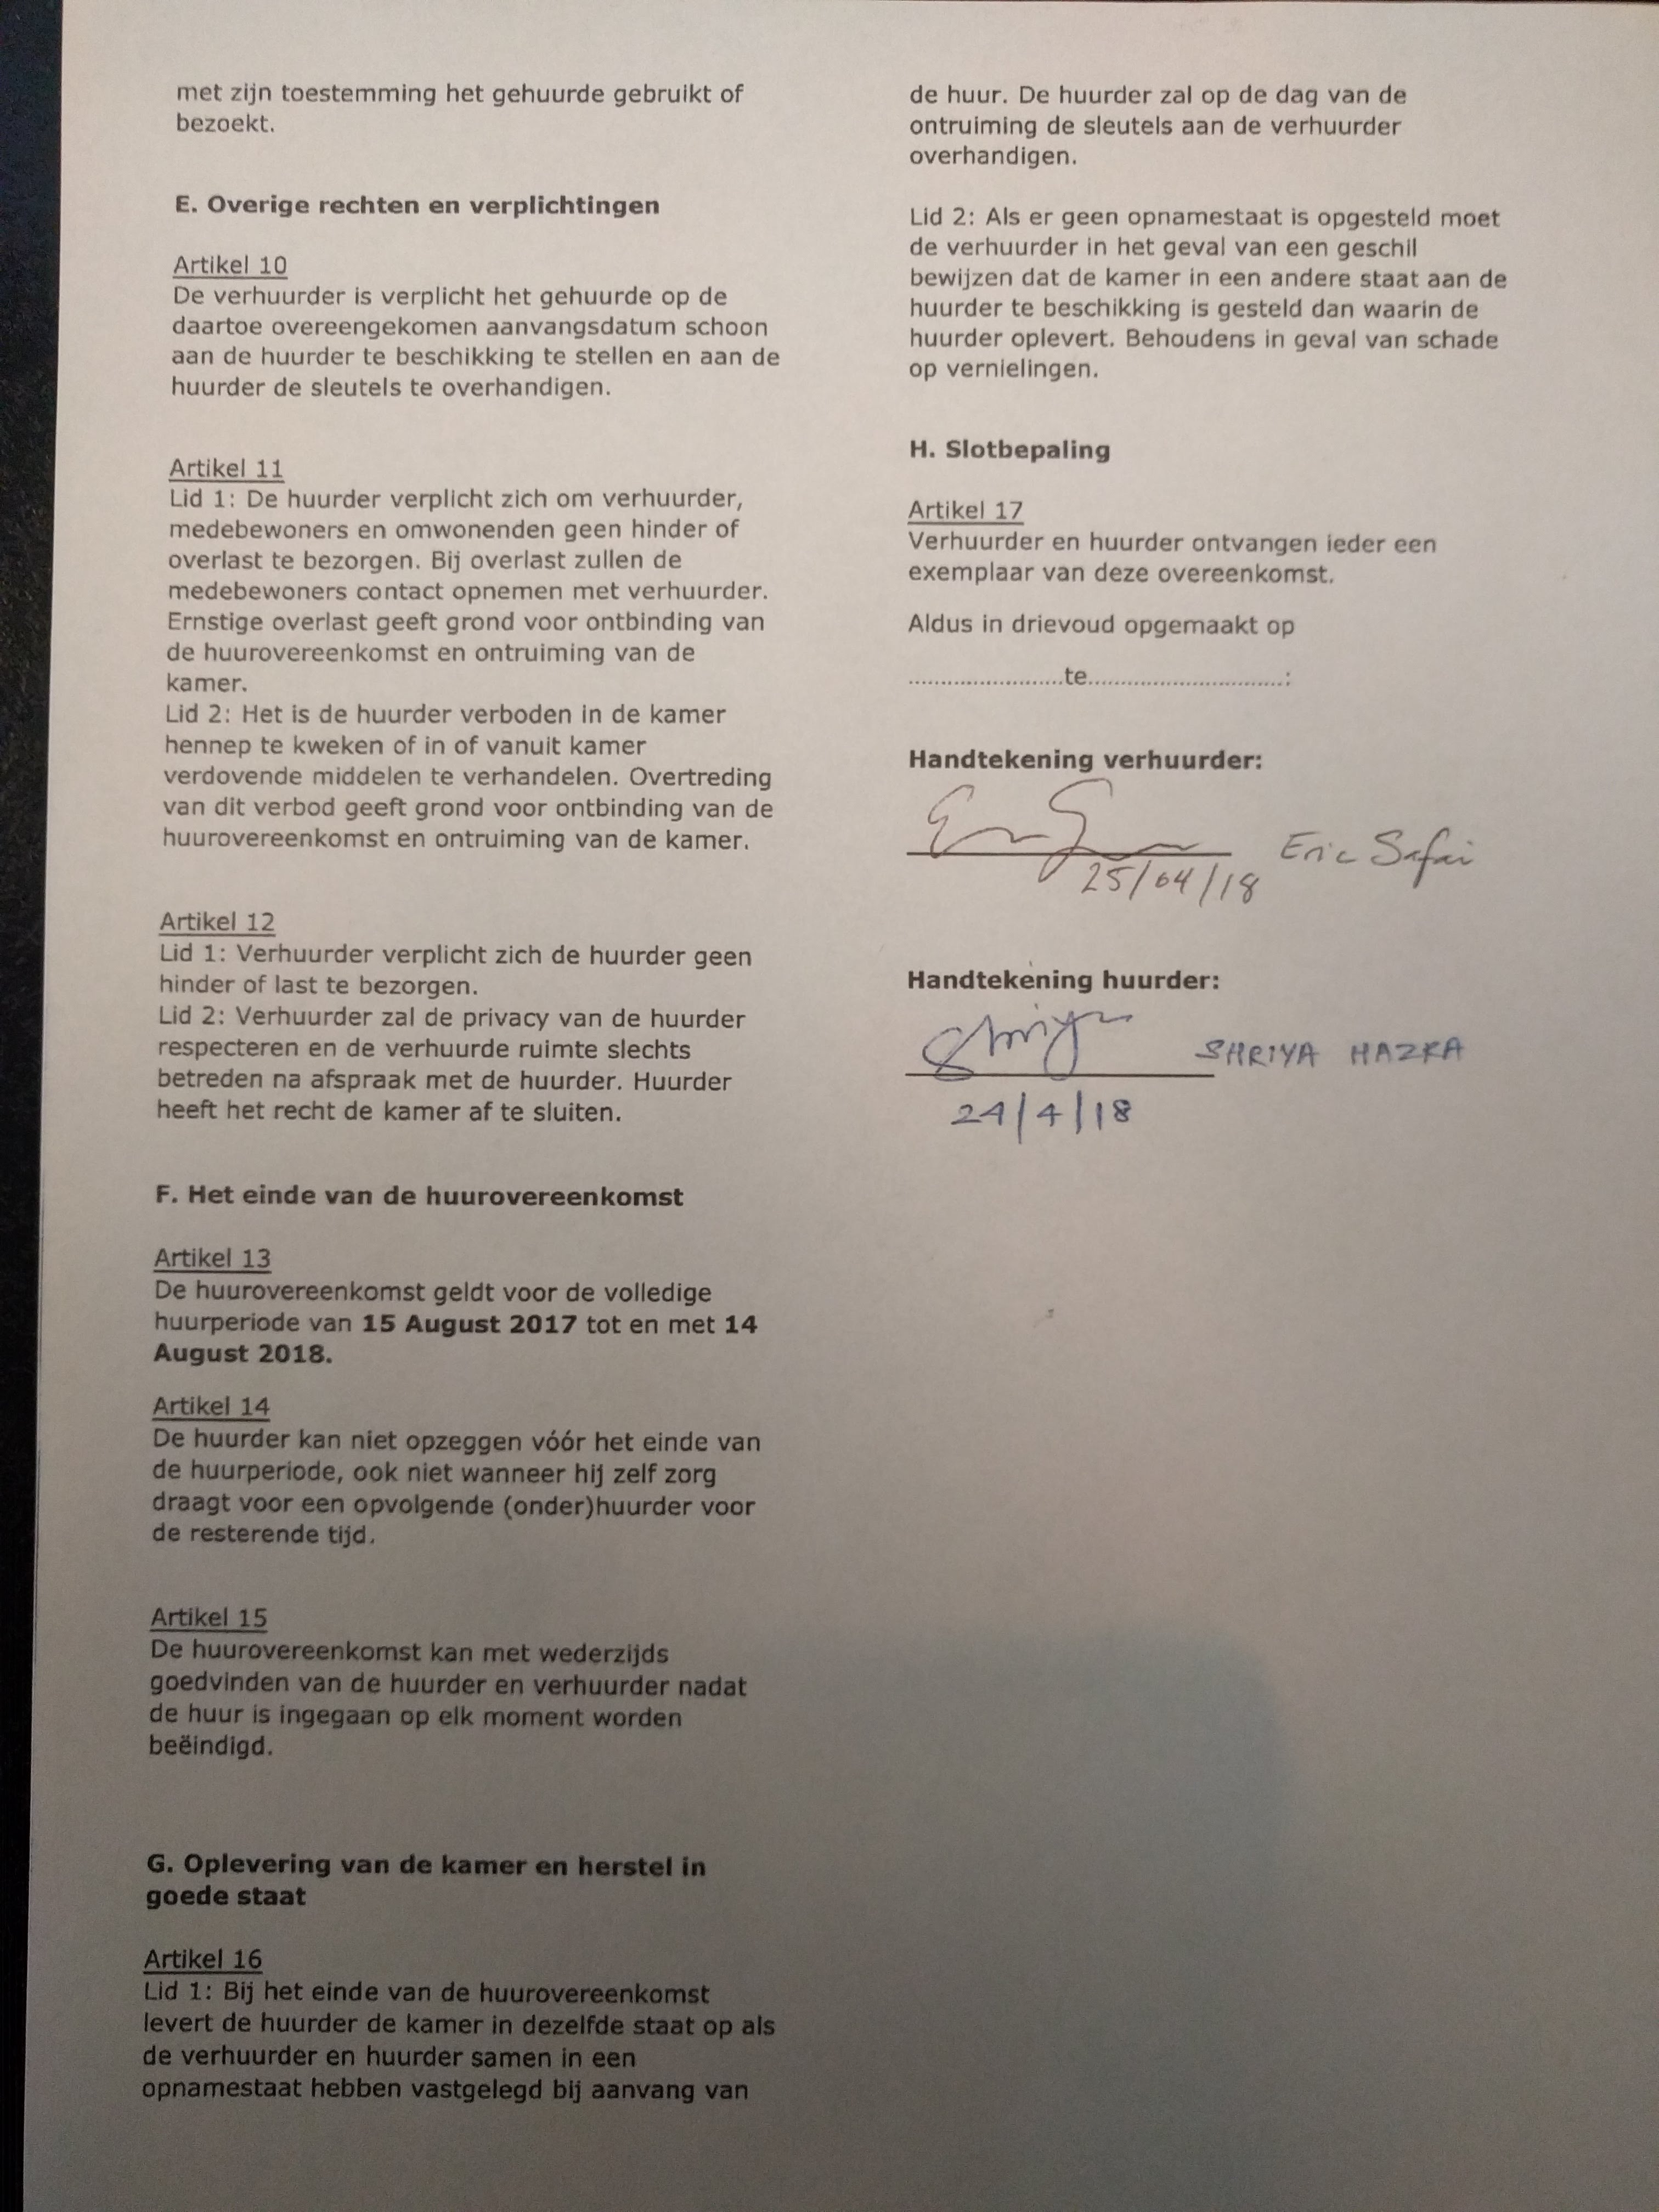 met zijn toestemming het gehuurde gebruikt of
bezoekt.
E. Overige rechten en verplichtingen
Artikel 10
De verhuurder is verplicht het gehuurde op de
daartoe overeengekomen aanvangsdatum schoon
aan de huurder te beschikking te stellen en aan de
huurder de sleutels te overhandigen.
Artikel 11
Lid 1: De huurder verplicht zich om verhuurder,
medebewoners en omwonenden geen hinder of
overlast te bezorgen. Bij overlast zullen de
medebewoners contact opnemen met verhuurder.
Ernstige overlast geeft grond voor ontbinding van
de huurovereenkomst en ontruiming van de
kamer.
Lid 2: Het is de huurder verboden in de kamer
hennep te kweken of in of vanuit kamer
verdovende middelen te verhandelen. Overtreding
van dit verbod geeft grond voor ontbinding van de
huurovereenkomst en ontruiming van de kamer.
Artikel 12
Lid 1: Verhuurder verplicht zich de huurder geen
hinder of last te bezorgen.
Lid 2: Verhuurder zal de privacy van de huurder
respecteren en de verhuurde ruimte slechts
betreden na afspraak met de huurder. Huurder
heeft het recht de kamer af te sluiten.
F. Het einde van de huurovereenkomst
Artikel 13
De huurovereenkomst geldt voor de volledige
huurperiode van 15 August 2017 tot en met 14
August 2018.
Artikel 14
De huurder kan niet opzeggen vóór het einde van
de huurperiode, ook niet wanneer hij zelf zorg
draagt voor een opvolgende (onder)huurder voor
de resterende tijd.
Artikel 15
De huurovereenkomst kan met wederzijds
goedvinden van de huurder en verhuurder nadat
de huur is ingegaan op elk moment worden
beëindigd.
G. Oplevering van de kamer en herstel in
goede staat
Artikel 16
Lid 1: Bij het einde van de huurovereenkomst
levert de huurder de kamer in dezelfde staat op als
de verhuurder en huurder samen in een
opnamestaat hebben vastgelegd bij aanvang van
de huur. De huurder zal op de dag van de
ontruiming de sleutels aan de verhuurder
overhandigen.
Lid 2: Als er geen opnamestaat is opgesteld moet
de verhuurder in het geval van een geschil
bewijzen dat de kamer in een andere staat aan de
huurder te beschikking is gesteld dan waarin de
huurder oplevert. Behoudens in geval van schade
op vernielingen.
H. Slotbepaling
Artikel 17
Verhuurder en huurder ontvangen ieder een
exemplaar van deze overeenkomst.
Aldus in drievoud opgemaakt op
........................te..............................:
Handtekening verhuurder:
Eric Safai
25/04/18
Handtekening huurder:
SHRIYA HAZRA
24/4/18